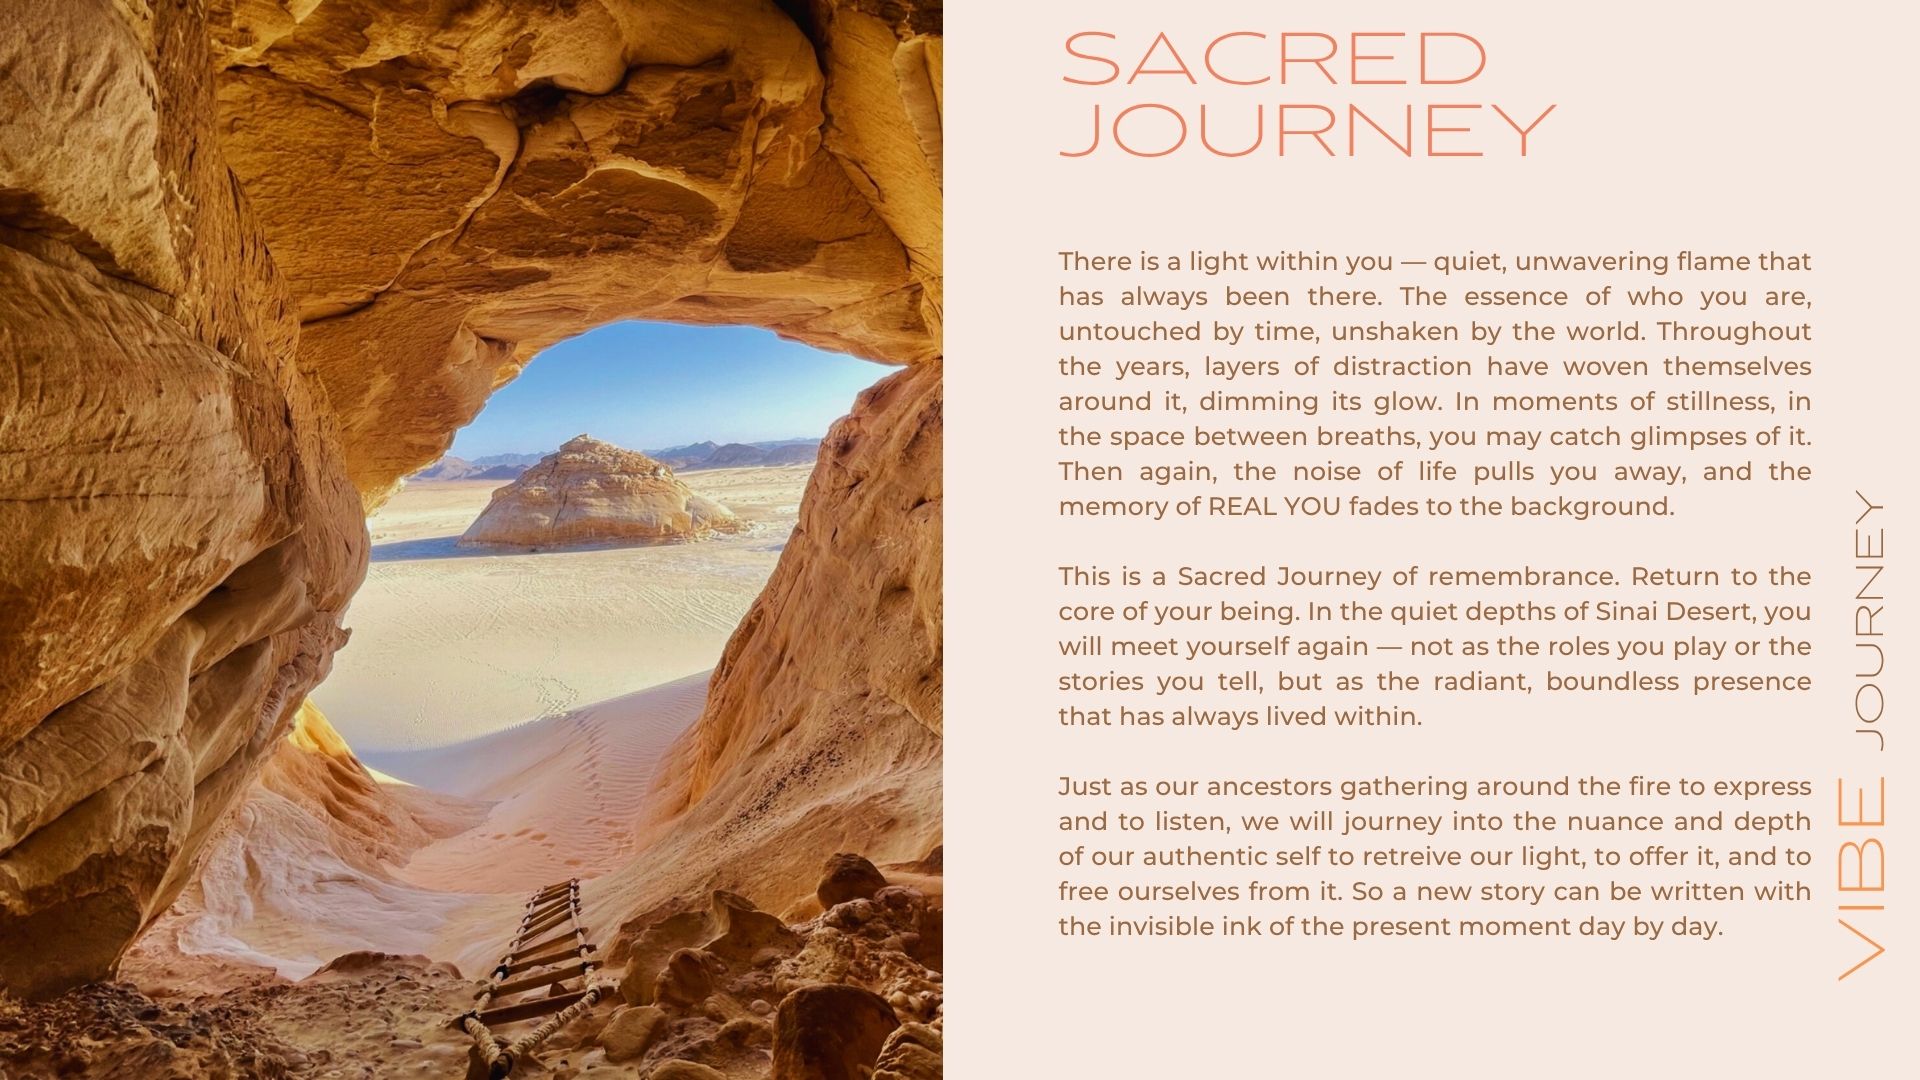 SACRED
JOURNEY
There is a light within you — quiet, unwavering flame that
has always been there. The essence of who you are,
untouched by time, unshaken by the world. Throughout
the years, layers of distraction have woven themselves
around it, dimming its glow. In moments of stillness, in
the space between breaths, you may catch glimpses of it.
Then again, the noise of life pulls you away, and the
memory of REAL YOU fades to the background.
This is a Sacred Journey of remembrance. Return to the
core of your being. In the quiet depths of Sinai Desert, you
will meet yourself again — not as the roles you play or the
stories you tell, but as the radiant, boundless presence
that has always lived within.
Just as our ancestors gathering around the fire to express
and to listen, we will journey into the nuance and depth
of our authentic self to retreive our light, to offer it, and to
free ourselves from it. So a new story can be written with
the invisible ink of the present moment day by day.
VIBE JOURNEY